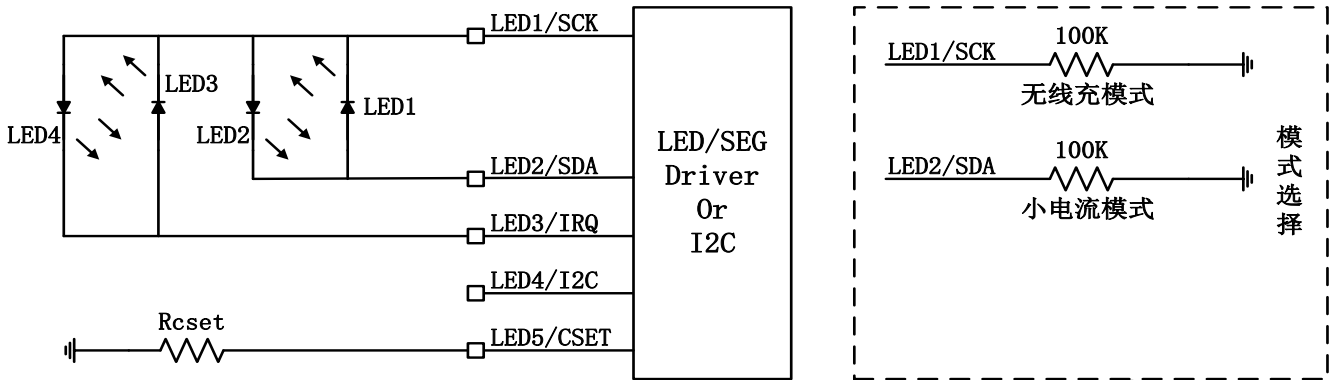 LED1/SCK
LED3
LED4
LED2
LED1
LED2/SDA
LED3/IRQ
LED4/I2C
Rcset
LED5/CSET
LED/SEG
Driver
Or
I2C
LED1/SCK
100K
无线充模式
LED2/SDA
100K
小电流模式
模式选择